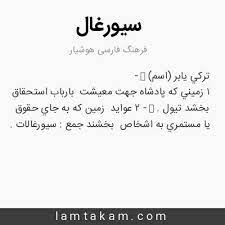 سیورغال
فرهنگ فارسی هوشیار
ترکی یابر (اسم) -
۱ زمینی که پادشاه جهت معیشت بارباب استحقاق
بخشد تیول . - ۲ عواید زمین که به جای حقوق
یا مستمری به اشخاص بخشند جمع : سیورغالات .
lamtakam.com